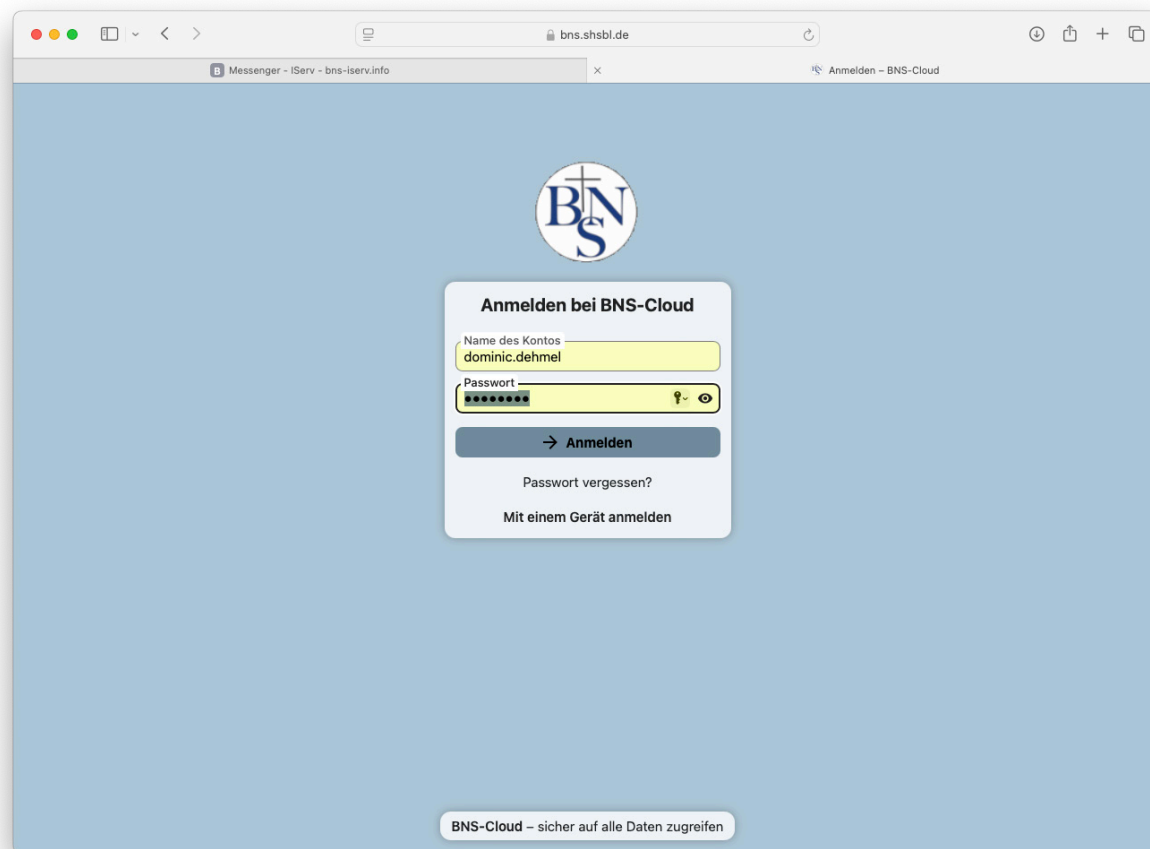 bns.shsbl.de
B Messenger - IServ - bns-iserv.info
BNS Anmelden – BNS-Cloud
BNS
Anmelden bei BNS-Cloud
Name des Kontos
dominic.dehmel
Passwort
••••••••
Anmelden
Passwort vergessen?
Mit einem Gerät anmelden
BNS-Cloud – sicher auf alle Daten zugreifen